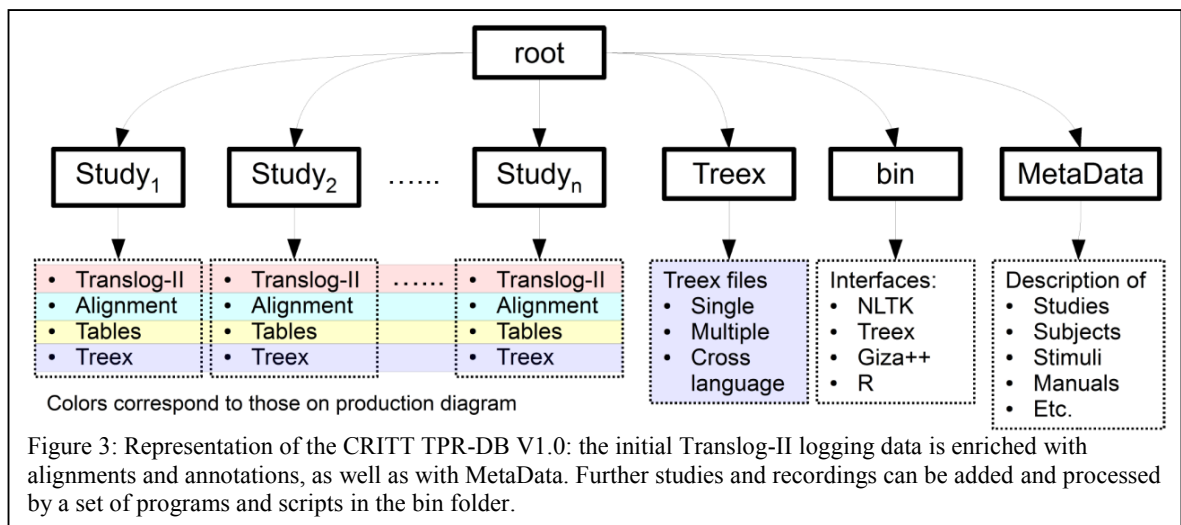 root
Study1
Study2
......
Studyn
Treex
bin
MetaData
• Translog-II
• Alignment
• Tables
• Treex
• Translog-II
• Alignment
• Tables
• Treex
......
• Translog-II
• Alignment
• Tables
• Treex
Treex files
• Single
• Multiple
• Cross
language
Interfaces:
• NLTK
• Treex
• Giza++
• R
Description of
• Studies
• Subjects
• Stimuli
• Manuals
• Etc.
Colors correspond to those on production diagram
Figure 3: Representation of the CRITT TPR-DB V1.0: the initial Translog-II logging data is enriched with
alignments and annotations, as well as with MetaData. Further studies and recordings can be added and processed
by a set of programs and scripts in the bin folder.